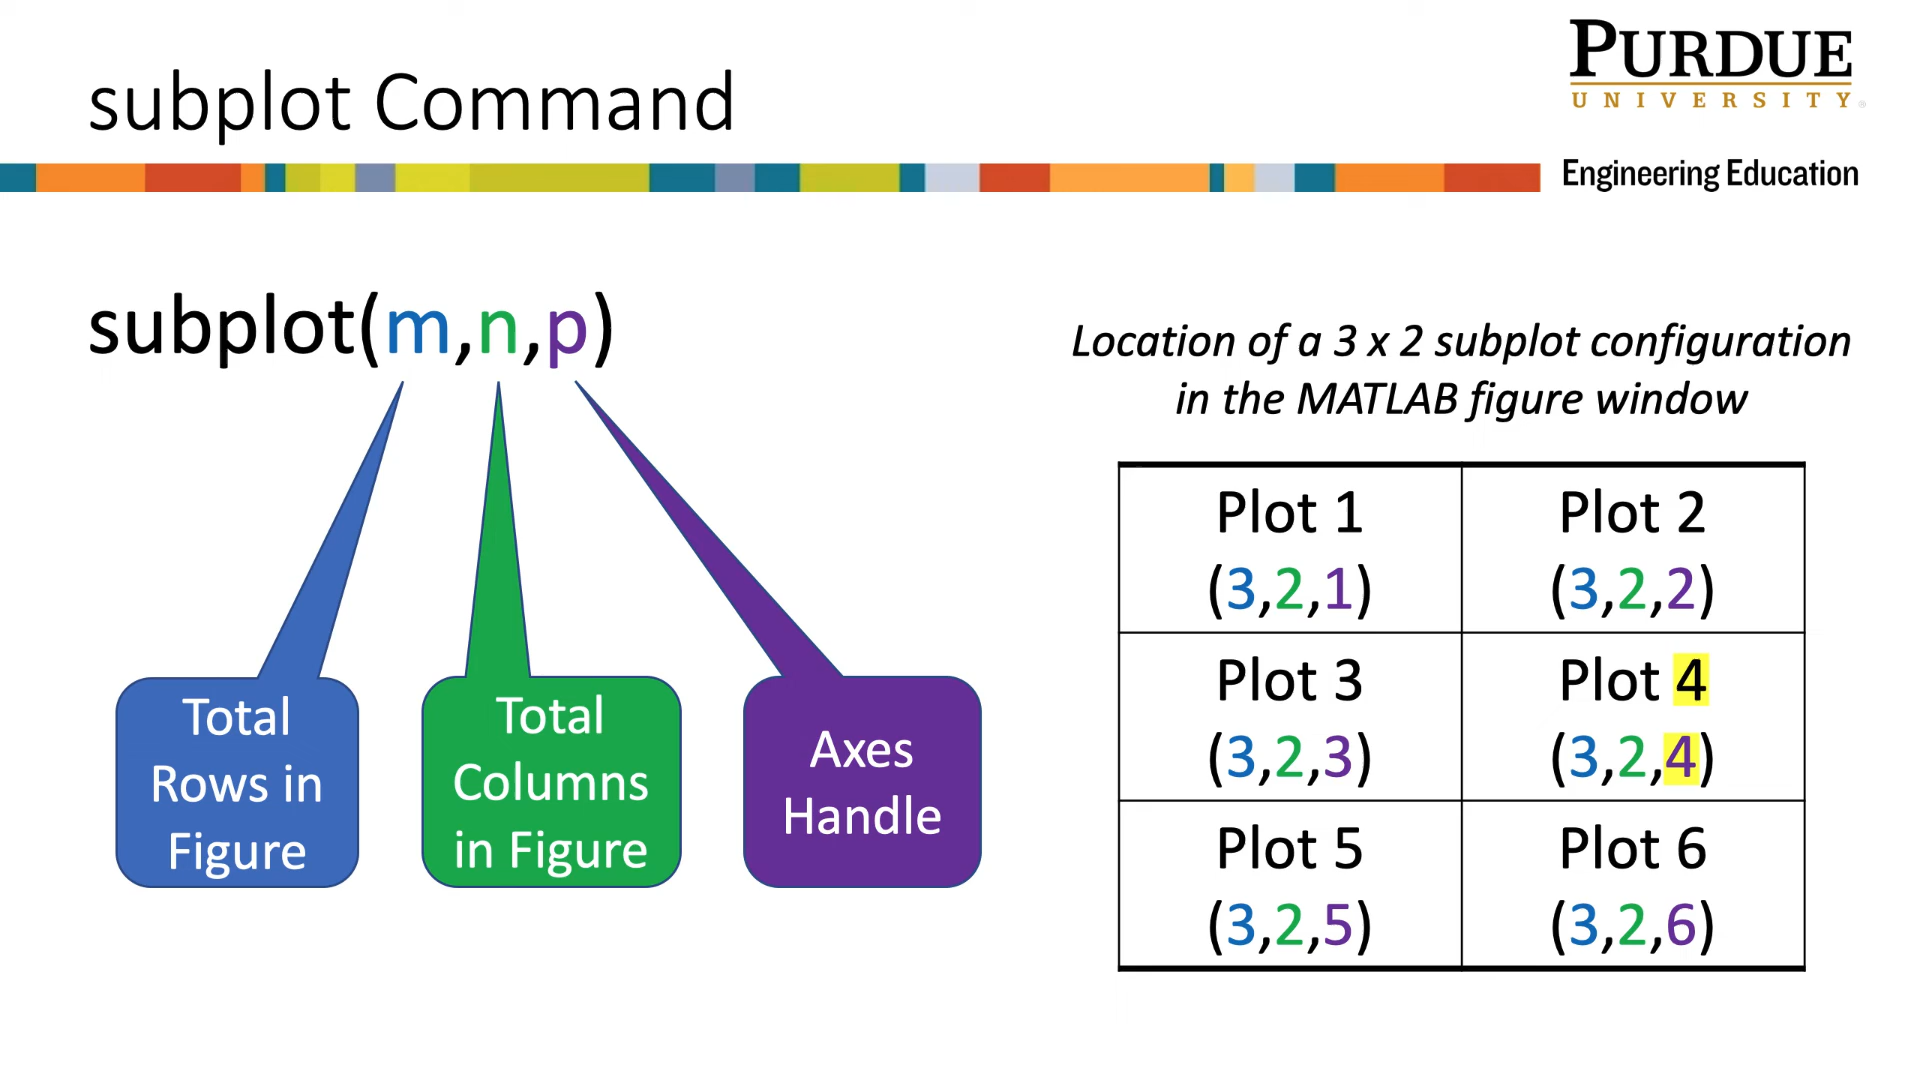 subplot Command
PURDUE
UNIVERSITY®
Engineering Education
subplot(m,n,p)
Total
Rows in
Figure
Total
Columns
in Figure
Axes
Handle
Location of a 3 x 2 subplot configuration
in the MATLAB figure window
Plot 1
(3,2,1)
Plot 2
(3,2,2)
Plot 3
(3,2,3)
Plot 4
(3,2,4)
Plot 5
(3,2,5)
Plot 6
(3,2,6)